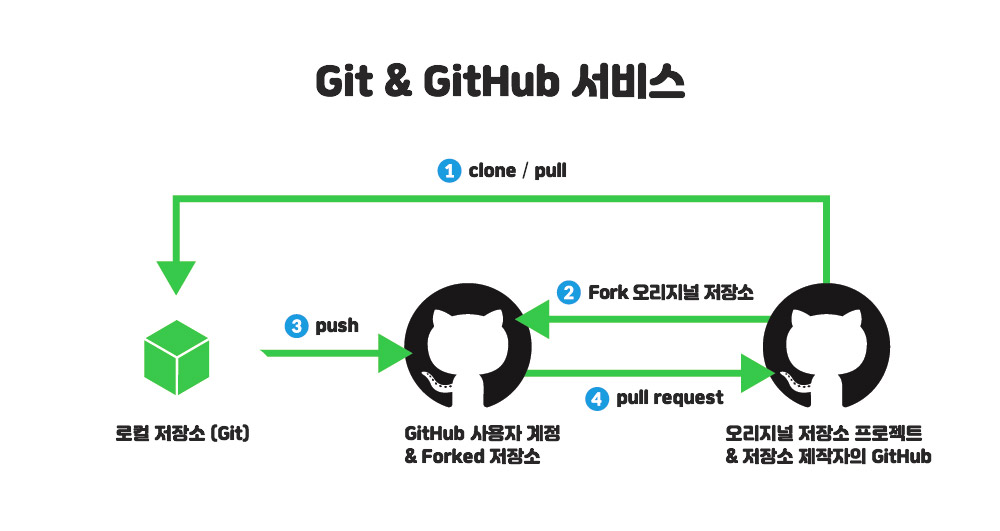 Git & GitHub 서비스
1 clone / pull
2 Fork 오리지널 저장소
3 push
4 pull request
로컬 저장소 (Git)
GitHub 사용자 계정
& Forked 저장소
오리지널 저장소 프로젝트
& 저장소 제작자의 GitHub